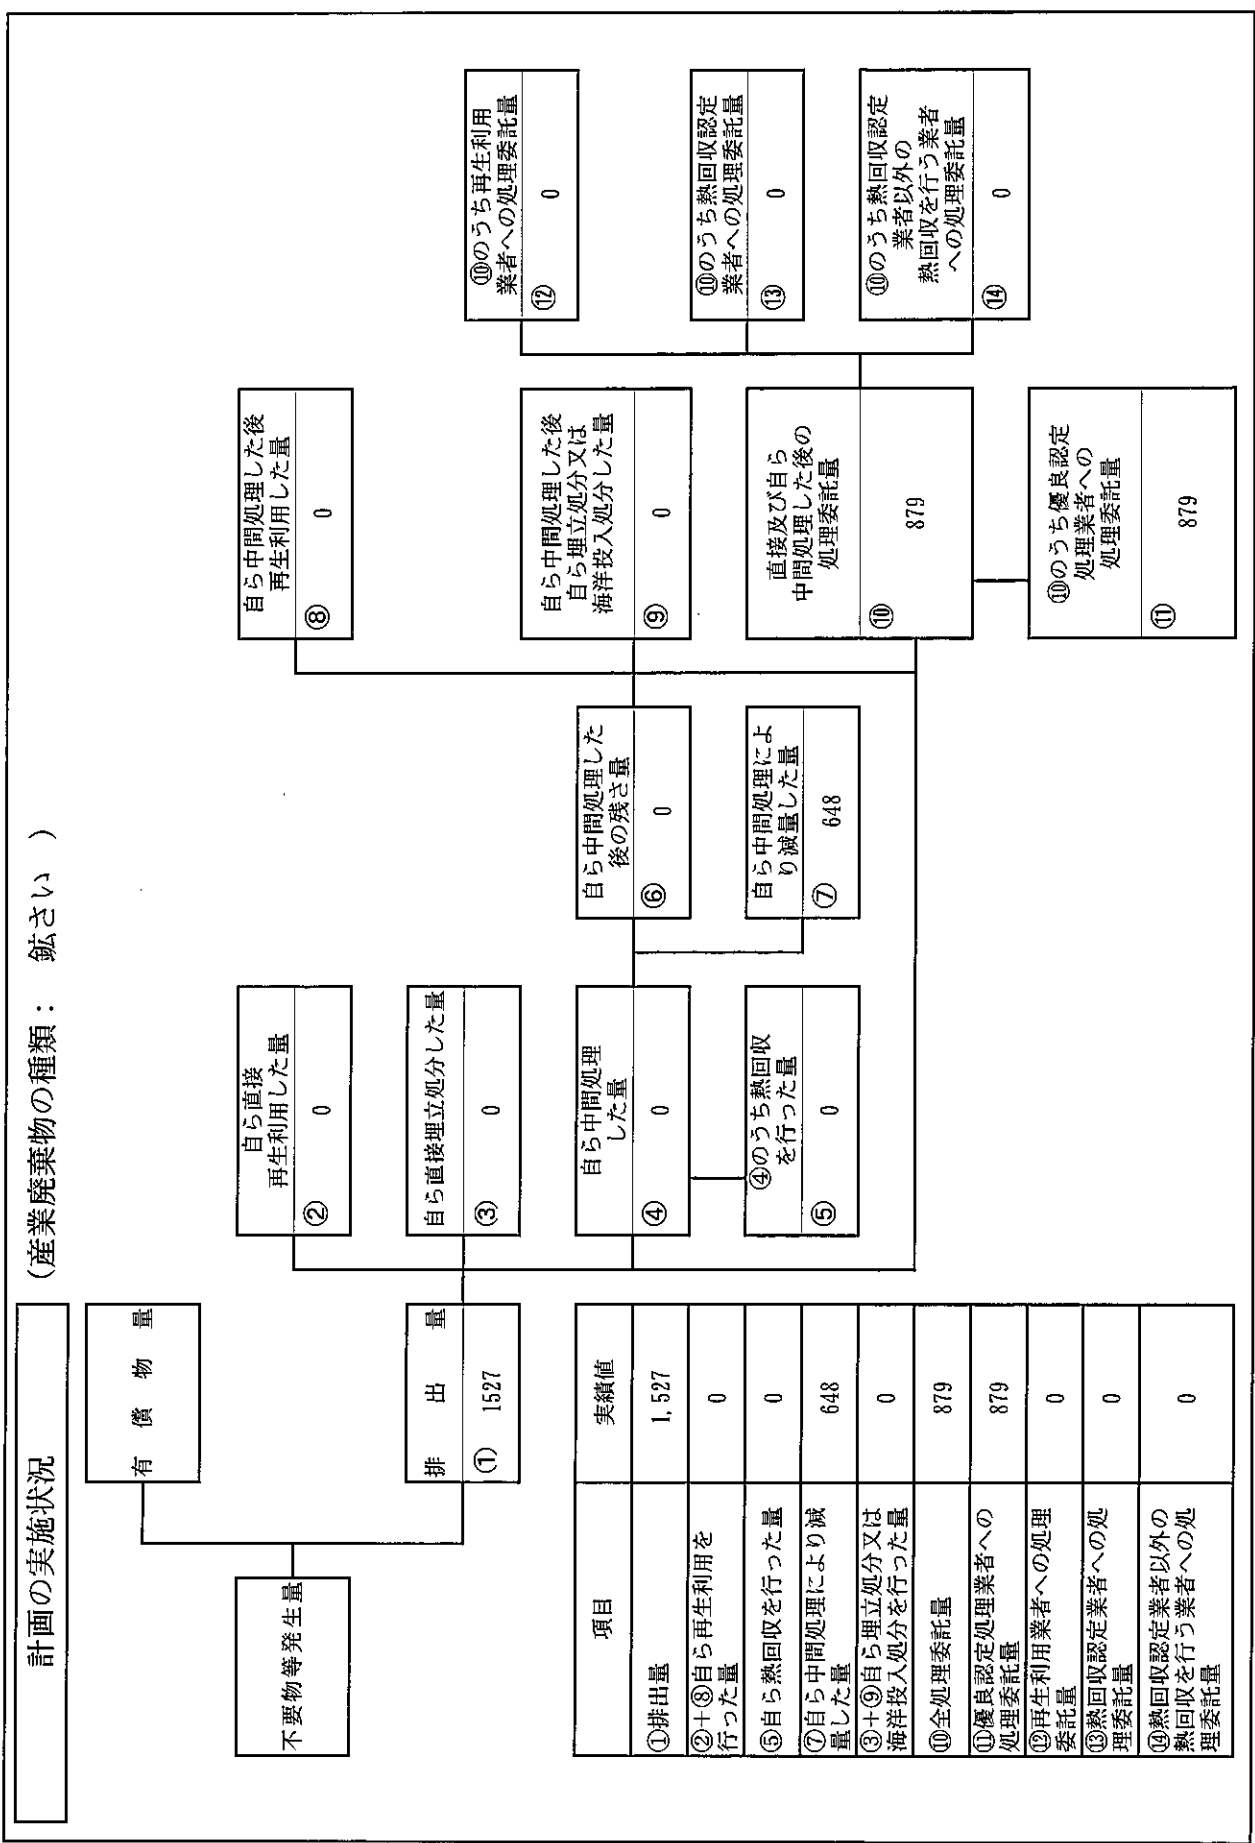 計画の実施状況
(産業廃棄物の種類： 鉱さい )
不要物等発生量
有償物量
排出量
① 1527
自ら直接
再生利用した量
② 0
自ら直接埋立処分した量
③ 0
自ら中間処理
した量
④ 0
④のうち熱回収
を行った量
⑤ 0
自ら中間処理した
後の残さ量
⑥ 0
自ら中間処理によ
り減量した量
⑦ 648
自ら中間処理した後
再生利用した量
⑧ 0
自ら中間処理した後
自ら埋立処分又は
海洋投入処分した量
⑨ 0
直接及び自ら
中間処理した後の
処理委託量
⑩ 879
⑩のうち優良認定
処理業者への
処理委託量
⑪ 879
⑩のうち再生利用
業者への処理委託量
⑫ 0
⑩のうち熱回収認定
業者への処理委託量
⑬ 0
⑩のうち熱回収認定
業者以外の
熱回収を行う業者
への処理委託量
⑭ 0
項目 実績値
①排出量 1,527
②+⑧自ら再生利用を
行った量 0
⑤自ら熱回収を行った量 0
⑦自ら中間処理により減
量した量 648
③+⑨自ら埋立処分又は
海洋投入処分を行った量 0
⑩全処理委託量 879
⑪優良認定処理業者への
処理委託量 879
⑫再生利用業者への処理
委託量 0
⑬熱回収認定業者への処
理委託量 0
⑭熱回収認定業者以外の
熱回収を行う業者への処
理委託量 0